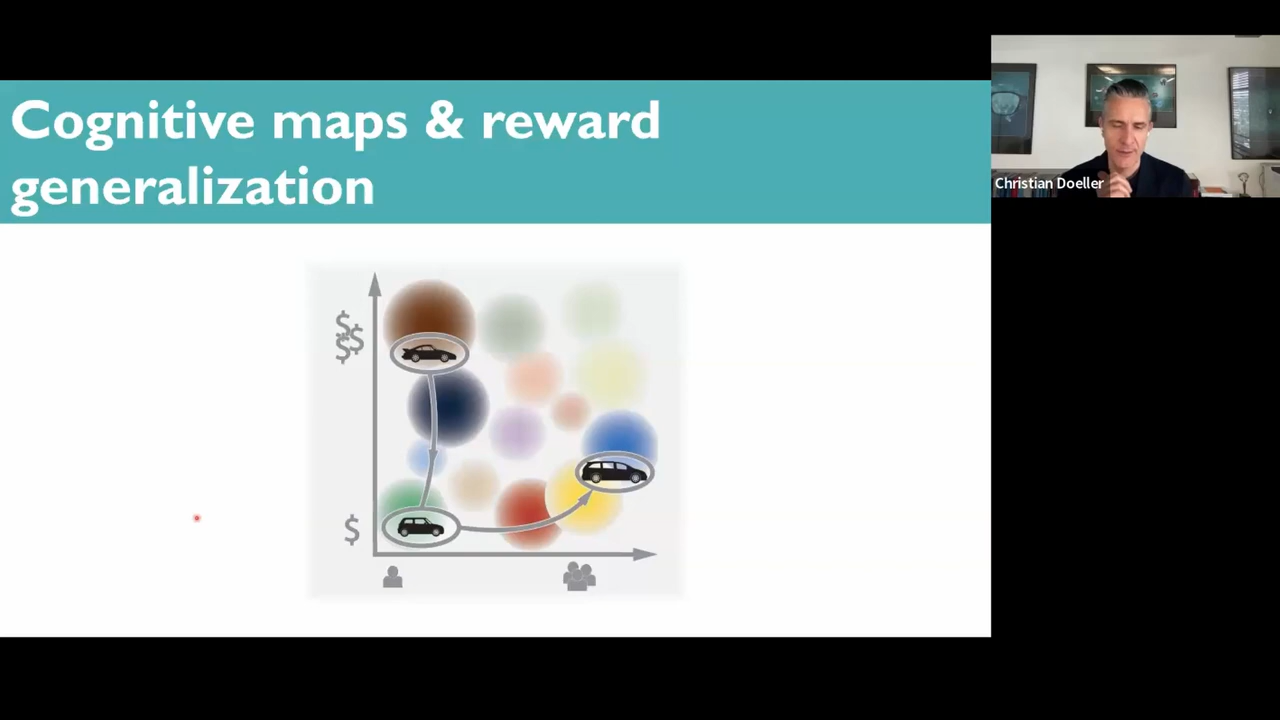 Cognitive maps & reward
generalization
Christian Doeller
$
$$
$
$